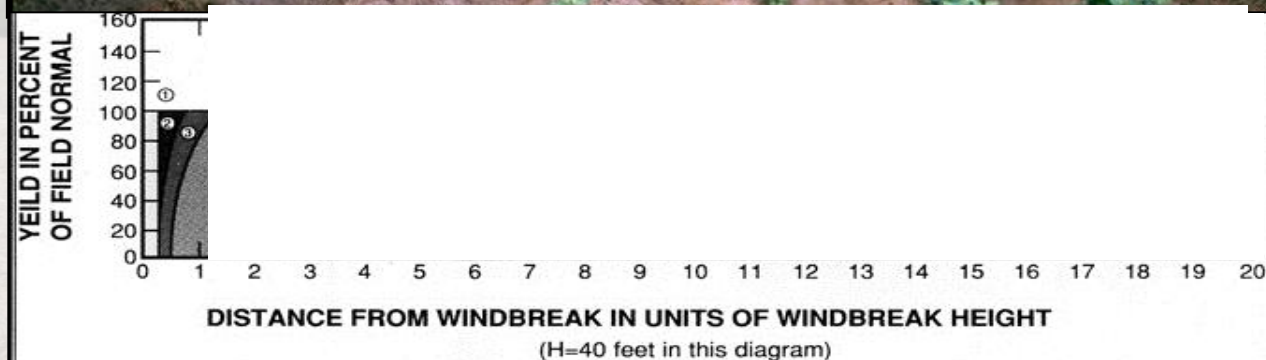 YEILD IN PERCENT
OF FIELD NORMAL
160
140
120
100
80
60
40
20
0
①
②
③
0 1 2 3 4 5 6 7 8 9 10 11 12 13 14 15 16 17 18 19 20
DISTANCE FROM WINDBREAK IN UNITS OF WINDBREAK HEIGHT
(H=40 feet in this diagram)